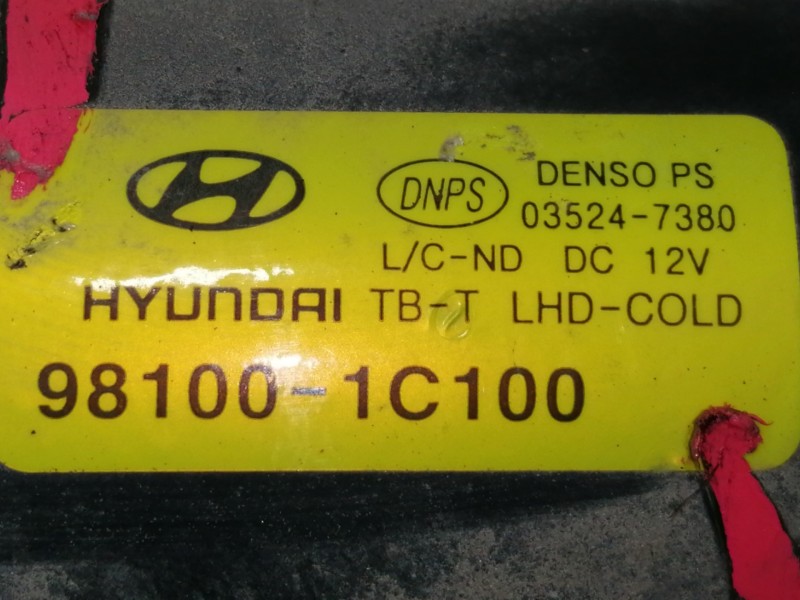 DNPS DENSO PS
03524-7380
L/C-ND DC 12V
HYUNDAI TB-T LHD-COLD
98100-1C100